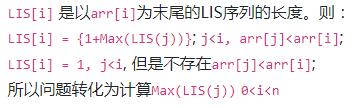 LIS[i] 是以arr[i]为末尾的LIS序列的长度。则：
LIS[i] = {1+Max(LIS(j))}; j<i, arr[j]<arr[i];
LIS[i] = 1, j<i, 但是不存在arr[j]<arr[i];
所以问题转化为计算Max(LIS(j)) 0<i<n